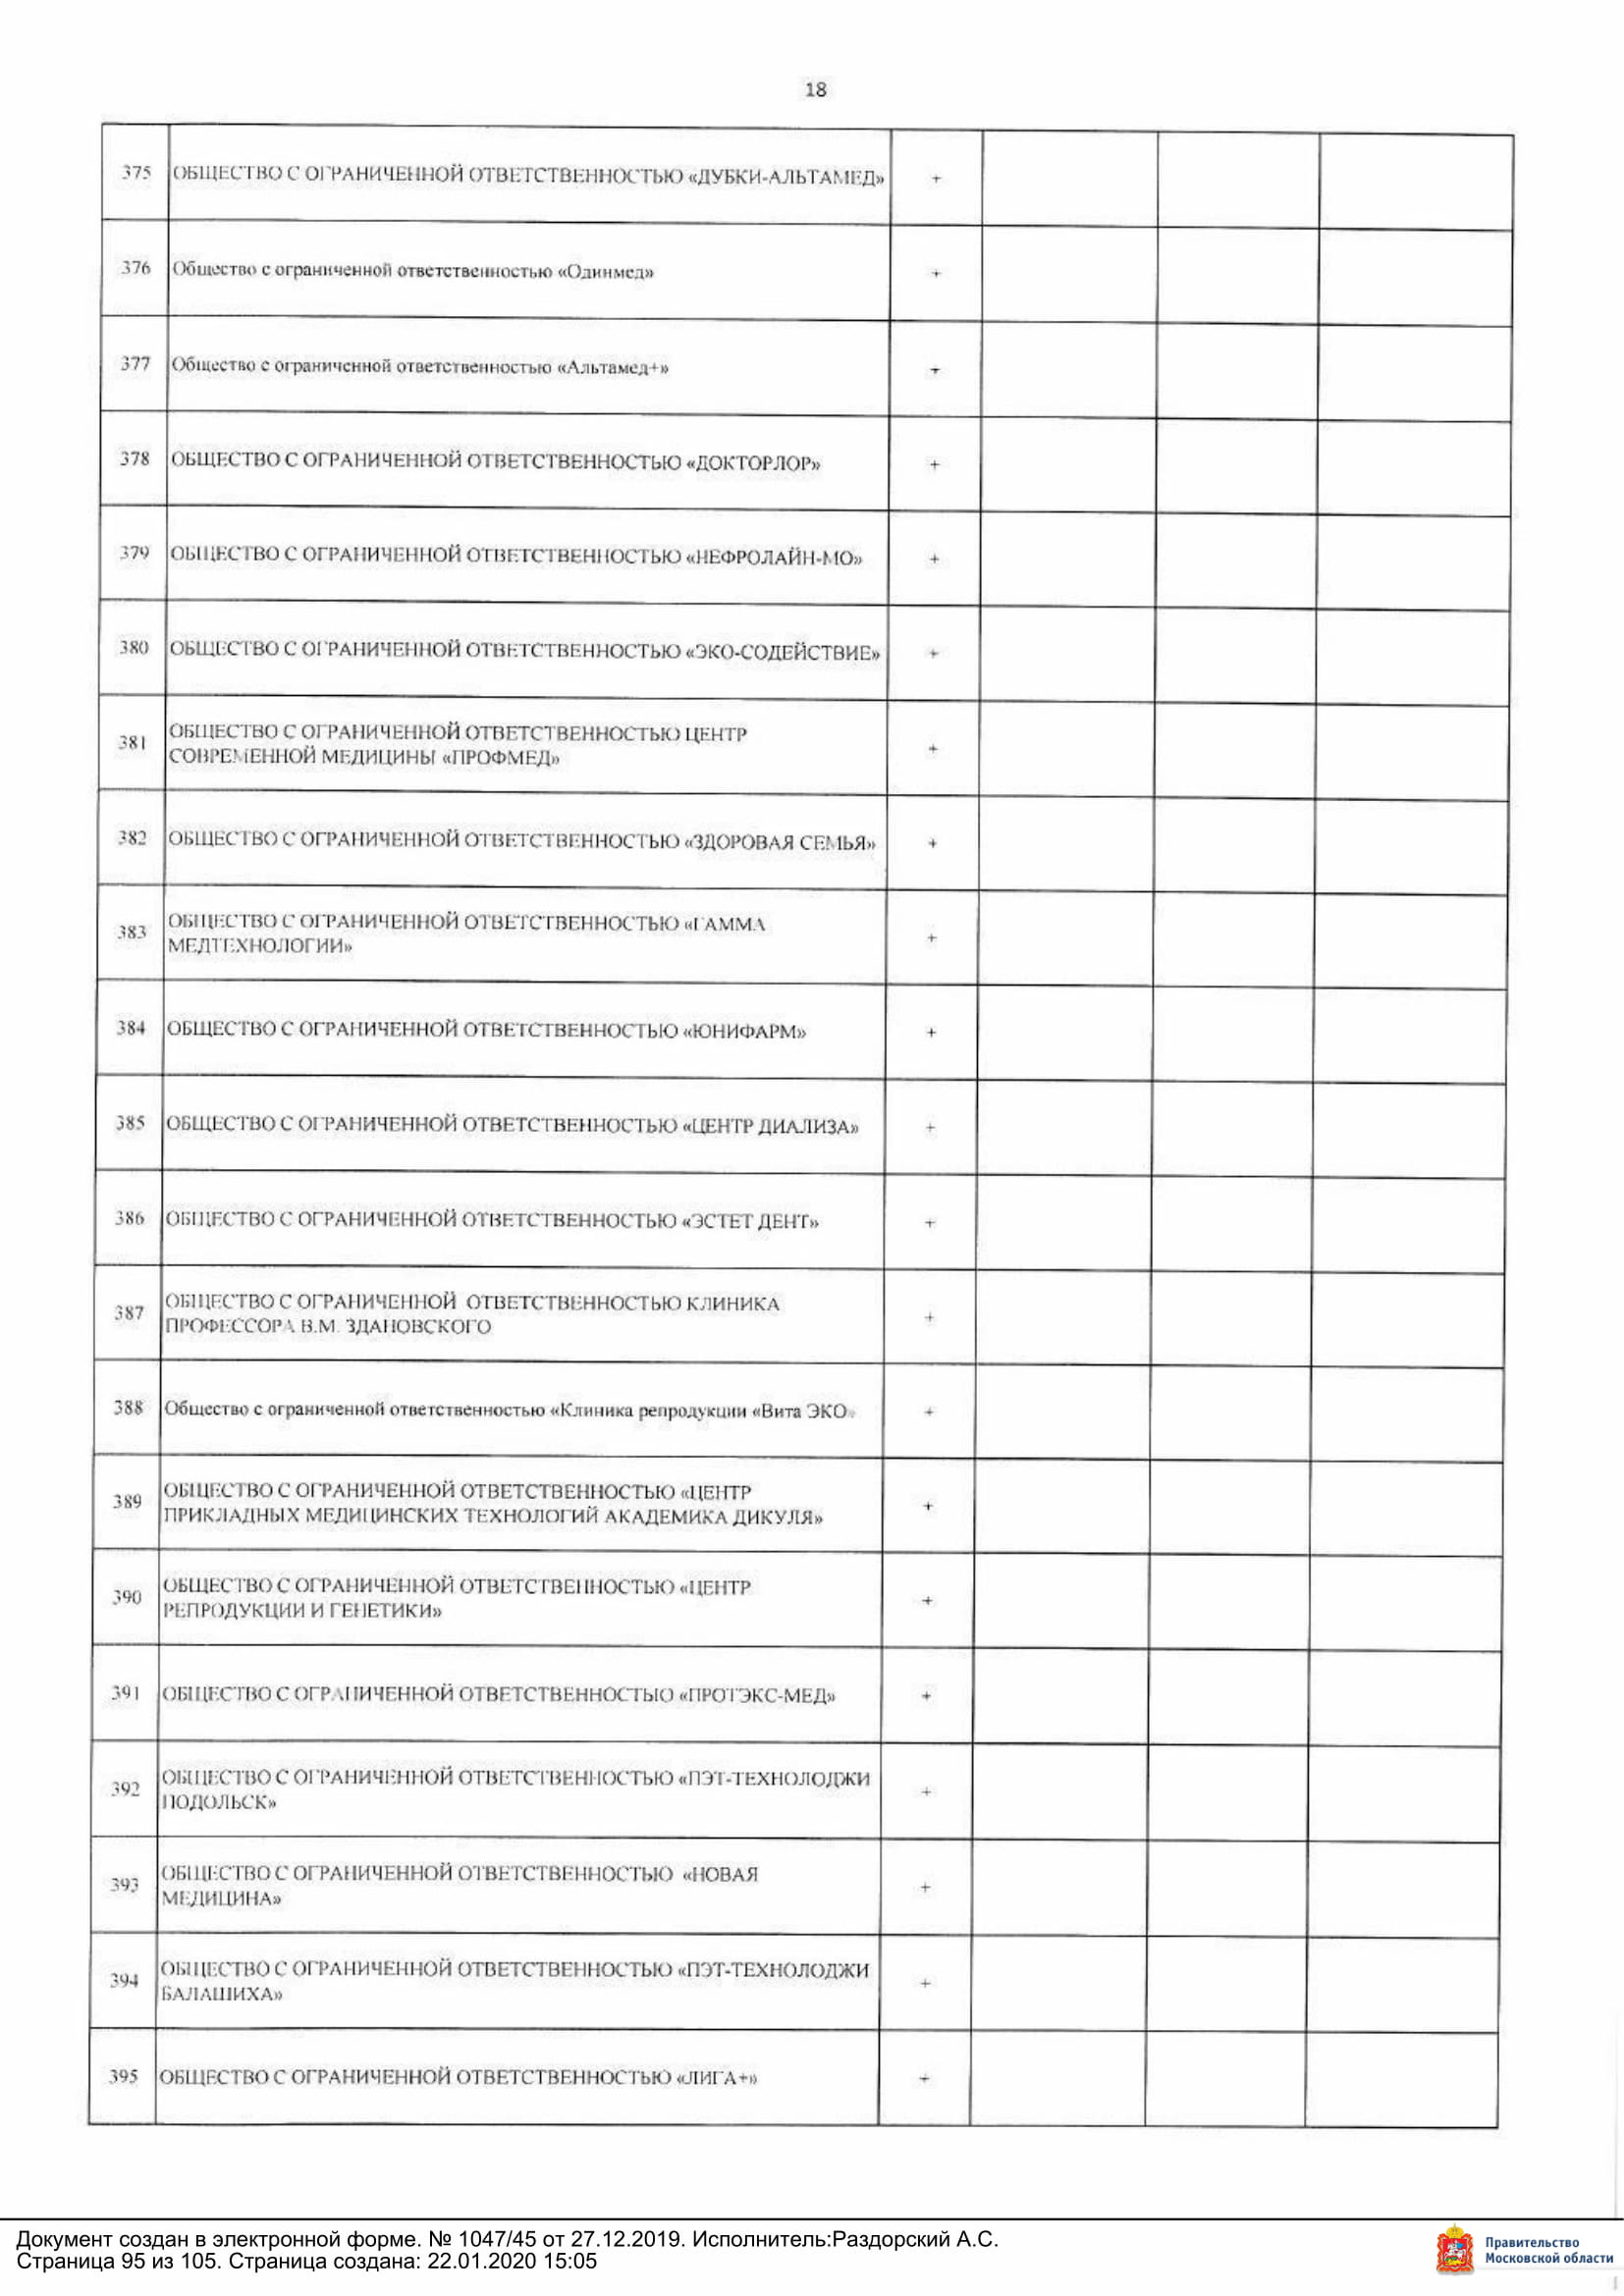 18
375 ОБЩЕСТВО С ОГРАНИЧЕННОЙ ОТВЕТСТВЕННОСТЬЮ «ДУБКИ-АЛЬТАМЕД» +
376 Общество с ограниченной ответственностью «Одинмед» +
377 Общество с ограниченной ответственностью «Альтамед+» +
378 ОБЩЕСТВО С ОГРАНИЧЕННОЙ ОТВЕТСТВЕННОСТЬЮ «ДОКТОРЛОР» +
379 ОБЩЕСТВО С ОГРАНИЧЕННОЙ ОТВЕТСТВЕННОСТЬЮ «НЕФРОЛАЙН-МО» +
380 ОБЩЕСТВО С ОГРАНИЧЕННОЙ ОТВЕТСТВЕННОСТЬЮ «ЭКО-СОДЕЙСТВИЕ» +
381 ОБЩЕСТВО С ОГРАНИЧЕННОЙ ОТВЕТСТВЕННОСТЬЮ ЦЕНТР
СОВРЕМЕННОЙ МЕДИЦИНЫ «ПРОФМЕД» +
382 ОБЩЕСТВО С ОГРАНИЧЕННОЙ ОТВЕТСТВЕННОСТЬЮ «ЗДОРОВАЯ СЕМЬЯ» +
383 ОБЩЕСТВО С ОГРАНИЧЕННОЙ ОТВЕТСТВЕННОСТЬЮ «ГАММА
МЕДТЕХНОЛОГИИ» +
384 ОБЩЕСТВО С ОГРАНИЧЕННОЙ ОТВЕТСТВЕННОСТЬЮ «ЮНИФАРМ» +
385 ОБЩЕСТВО С ОГРАНИЧЕННОЙ ОТВЕТСТВЕННОСТЬЮ «ЦЕНТР ДИАЛИЗА» +
386 ОБЩЕСТВО С ОГРАНИЧЕННОЙ ОТВЕТСТВЕННОСТЬЮ «ЭСТЕТ ДЕНТ» +
387 ОБЩЕСТВО С ОГРАНИЧЕННОЙ ОТВЕТСТВЕННОСТЬЮ КЛИНИКА
ПРОФЕССОРА В.М. ЗДАНОВСКОГО +
388 Общество с ограниченной ответственностью «Клиника репродукции «Вита ЭКО» +
389 ОБЩЕСТВО С ОГРАНИЧЕННОЙ ОТВЕТСТВЕННОСТЬЮ «ЦЕНТР
ПРИКЛАДНЫХ МЕДИЦИНСКИХ ТЕХНОЛОГИЙ АКАДЕМИКА ДИКУЛЯ» +
390 ОБЩЕСТВО С ОГРАНИЧЕННОЙ ОТВЕТСТВЕННОСТЬЮ «ЦЕНТР
РЕПРОДУКЦИИ И ГЕНЕТИКИ» +
391 ОБЩЕСТВО С ОГРАНИЧЕННОЙ ОТВЕТСТВЕННОСТЬЮ «ПРОТЭКС-МЕД» +
392 ОБЩЕСТВО С ОГРАНИЧЕННОЙ ОТВЕТСТВЕННОСТЬЮ «ПЭТ-ТЕХНОЛОДЖИ
ПОДОЛЬСК» +
393 ОБЩЕСТВО С ОГРАНИЧЕННОЙ ОТВЕТСТВЕННОСТЬЮ «НОВАЯ
МЕДИЦИНА» +
394 ОБЩЕСТВО С ОГРАНИЧЕННОЙ ОТВЕТСТВЕННОСТЬЮ «ПЭТ-ТЕХНОЛОДЖИ
БАЛАШИХА» +
395 ОБЩЕСТВО С ОГРАНИЧЕННОЙ ОТВЕТСТВЕННОСТЬЮ «ЛИГА+» +
Документ создан в электронной форме. № 1047/45 от 27.12.2019. Исполнитель:Раздорский А.С.
Страница 95 из 105. Страница создана: 22.01.2020 15:05
Правительство
Московской области